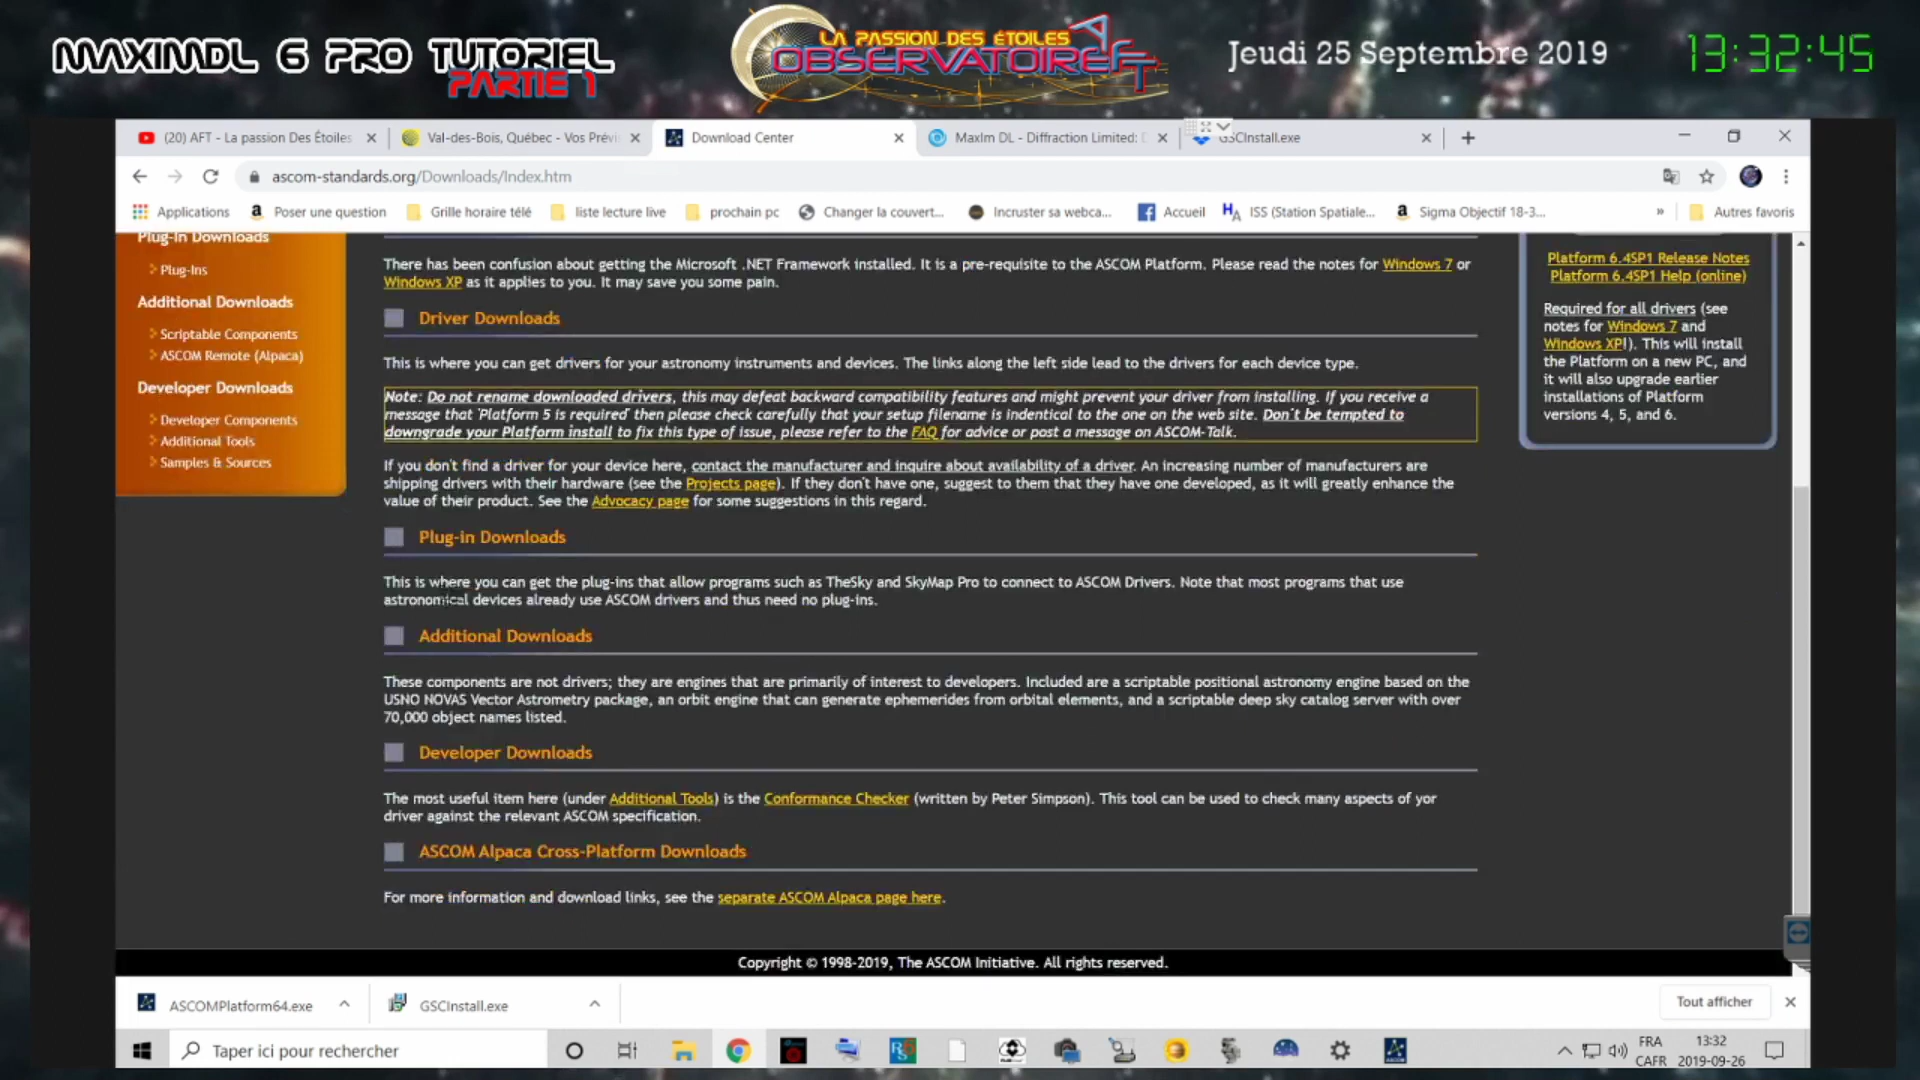 MAXIMDL 6 PRO TUTORIEL
PARTIE 1
LA PASSION DES ÉTOILES
OBSERVATOIRE AFT
Jeudi 25 Septembre 2019
13:32:45
(20) AFT - La passion Des Étoiles
Val-des-Bois, Québec - Vos Prévi
Download Center
MaxIm DL - Diffraction Limited:
GSCInstall.exe
ascom-standards.org/Downloads/Index.htm
Applications
Poser une question
Grille horaire télé
liste lecture live
prochain pc
Changer la couvert...
Incruster sa webca...
Accueil
ISS (Station Spatiale...
Sigma Objectif 18-3...
»
Autres favoris
Plug-In Downloads
Plug-Ins
Additional Downloads
Scriptable Components
ASCOM Remote (Alpaca)
Developer Downloads
Developer Components
Additional Tools
Samples & Sources
There has been confusion about getting the Microsoft .NET Framework installed. It is a pre-requisite to the ASCOM Platform. Please read the notes for Windows 7 or
Windows XP as it applies to you. It may save you some pain.
Driver Downloads
This is where you can get drivers for your astronomy instruments and devices. The links along the left side lead to the drivers for each device type.
Note: Do not rename downloaded drivers, this may defeat backward compatibility features and might prevent your driver from installing. If you receive a
message that 'Platform 5 is required' then please check carefully that your setup filename is indentical to the one on the web site. Don't be tempted to
downgrade your Platform install to fix this type of issue, please refer to the FAQ for advice or post a message on ASCOM-Talk.
If you don't find a driver for your device here, contact the manufacturer and inquire about availability of a driver. An increasing number of manufacturers are
shipping drivers with their hardware (see the Projects page). If they don't have one, suggest to them that they have one developed, as it will greatly enhance the
value of their product. See the Advocacy page for some suggestions in this regard.
Plug-in Downloads
This is where you can get the plug-ins that allow programs such as TheSky and SkyMap Pro to connect to ASCOM Drivers. Note that most programs that use
astronomical devices already use ASCOM drivers and thus need no plug-ins.
Additional Downloads
These components are not drivers; they are engines that are primarily of interest to developers. Included are a scriptable positional astronomy engine based on the
USNO NOVAS Vector Astrometry package, an orbit engine that can generate ephemerides from orbital elements, and a scriptable deep sky catalog server with over
70,000 object names listed.
Developer Downloads
The most useful item here (under Additional Tools) is the Conformance Checker (written by Peter Simpson). This tool can be used to check many aspects of yor
driver against the relevant ASCOM specification.
ASCOM Alpaca Cross-Platform Downloads
For more information and download links, see the separate ASCOM Alpaca page here.
Platform 6.4SP1 Release Notes
Platform 6.4SP1 Help (online)
Required for all drivers (see
notes for Windows 7 and
Windows XP!). This will install
the Platform on a new PC, and
it will also upgrade earlier
installations of Platform
versions 4, 5, and 6.
Copyright © 1998-2019, The ASCOM Initiative. All rights reserved.
ASCOMPlatform64.exe
GSCInstall.exe
Tout afficher
Taper ici pour rechercher
FRA
CAFR
13:32
2019-09-26